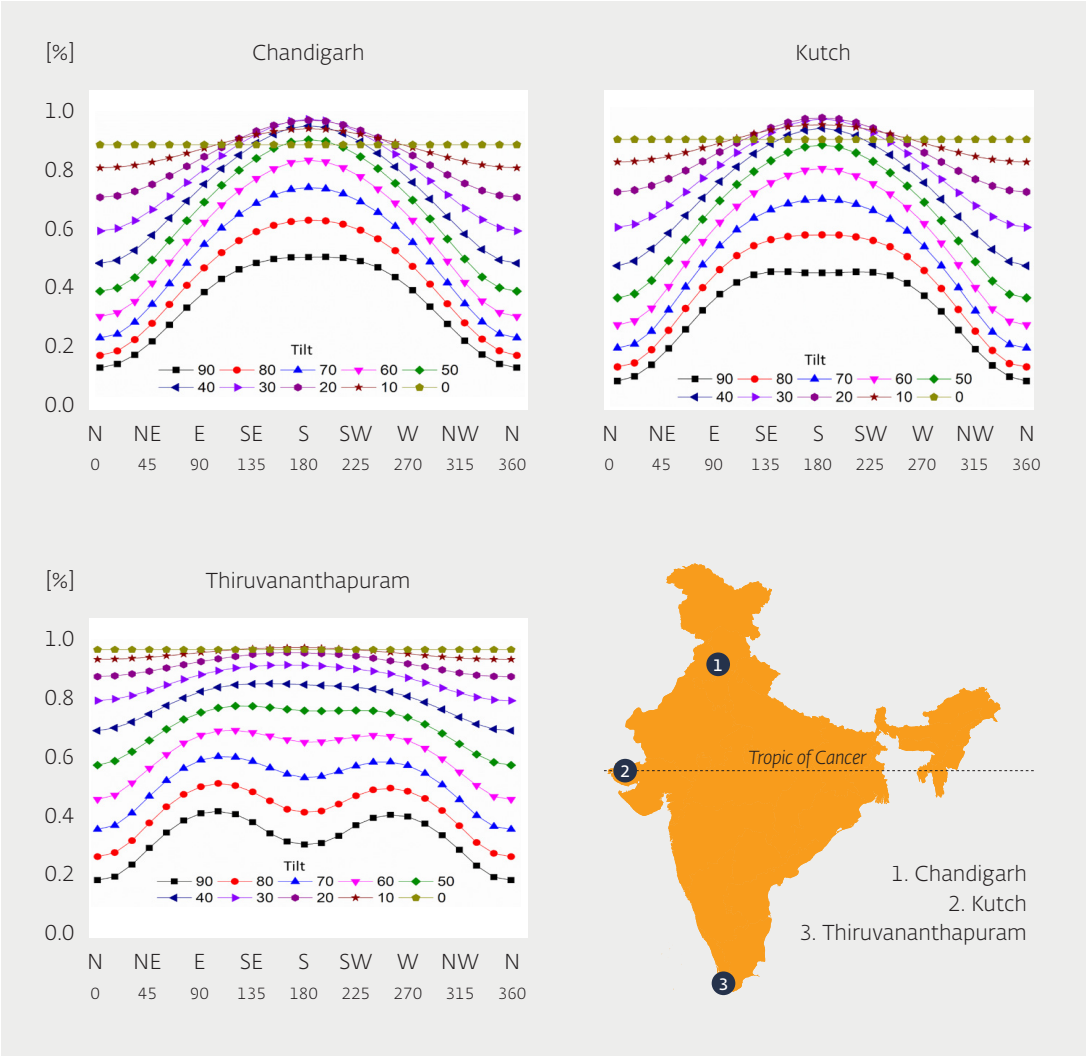 [%]
Chandigarh
1.0
0.8
0.6
0.4
0.2
0.0
Tilt
90 80 70 60 50
40 30 20 10 0
N NE E SE S SW W NW N
0 45 90 135 180 225 270 315 360
Kutch
Tilt
90 80 70 60 50
40 30 20 10 0
N NE E SE S SW W NW N
0 45 90 135 180 225 270 315 360
[%]
Thiruvananthapuram
1.0
0.8
0.6
0.4
0.2
0.0
Tilt
90 80 70 60 50
40 30 20 10 0
N NE E SE S SW W NW N
0 45 90 135 180 225 270 315 360
1
Tropic of Cancer
2
1. Chandigarh
2. Kutch
3. Thiruvananthapuram
3